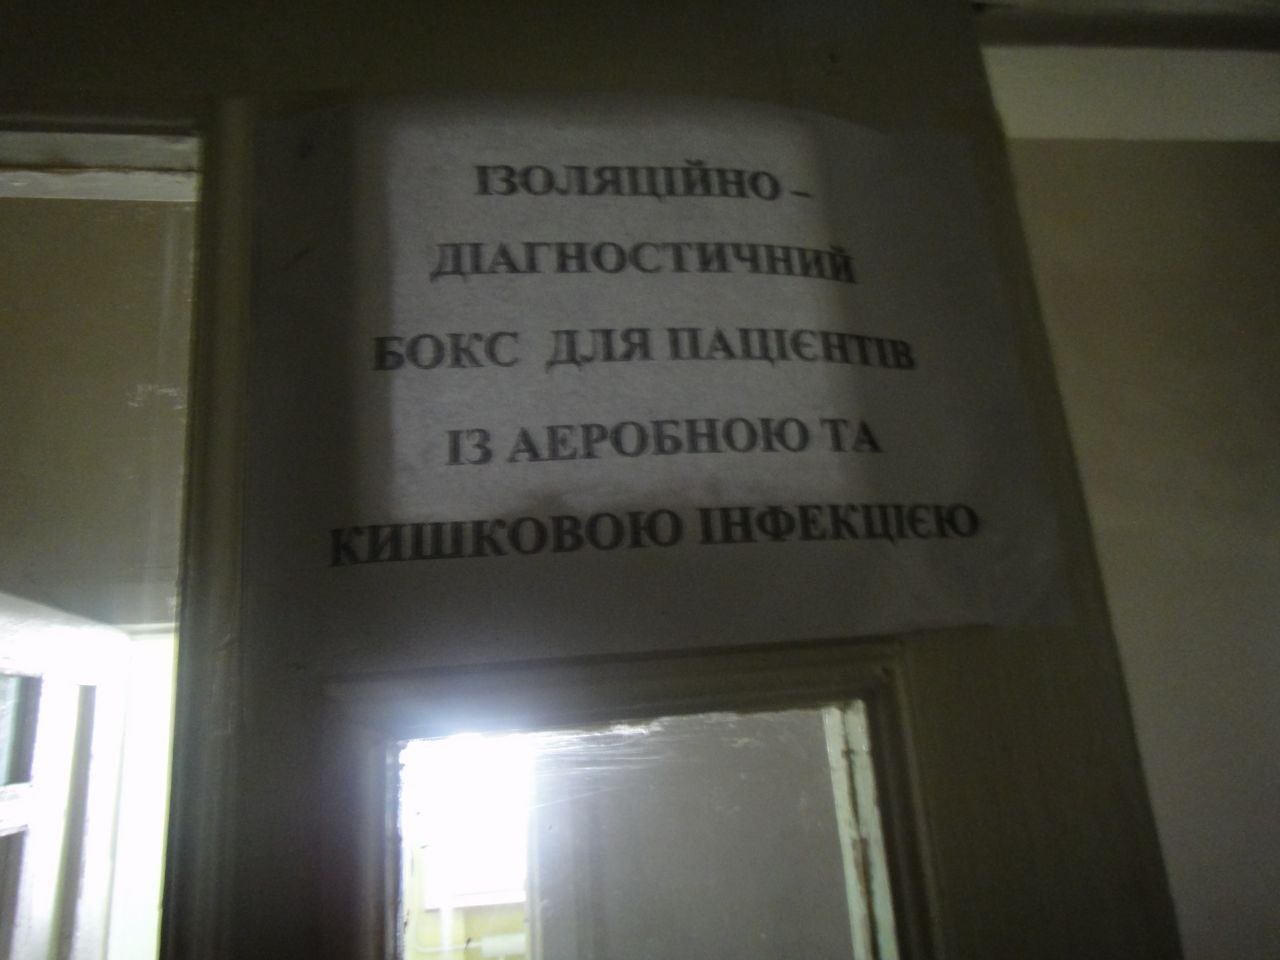 ІЗОЛЯЦІЙНО –
ДІАГНОСТИЧНИЙ
БОКС ДЛЯ ПАЦІЄНТІВ
ІЗ АЕРОБНОЮ ТА
КИШКОВОЮ ІНФЕКЦІЄЮ